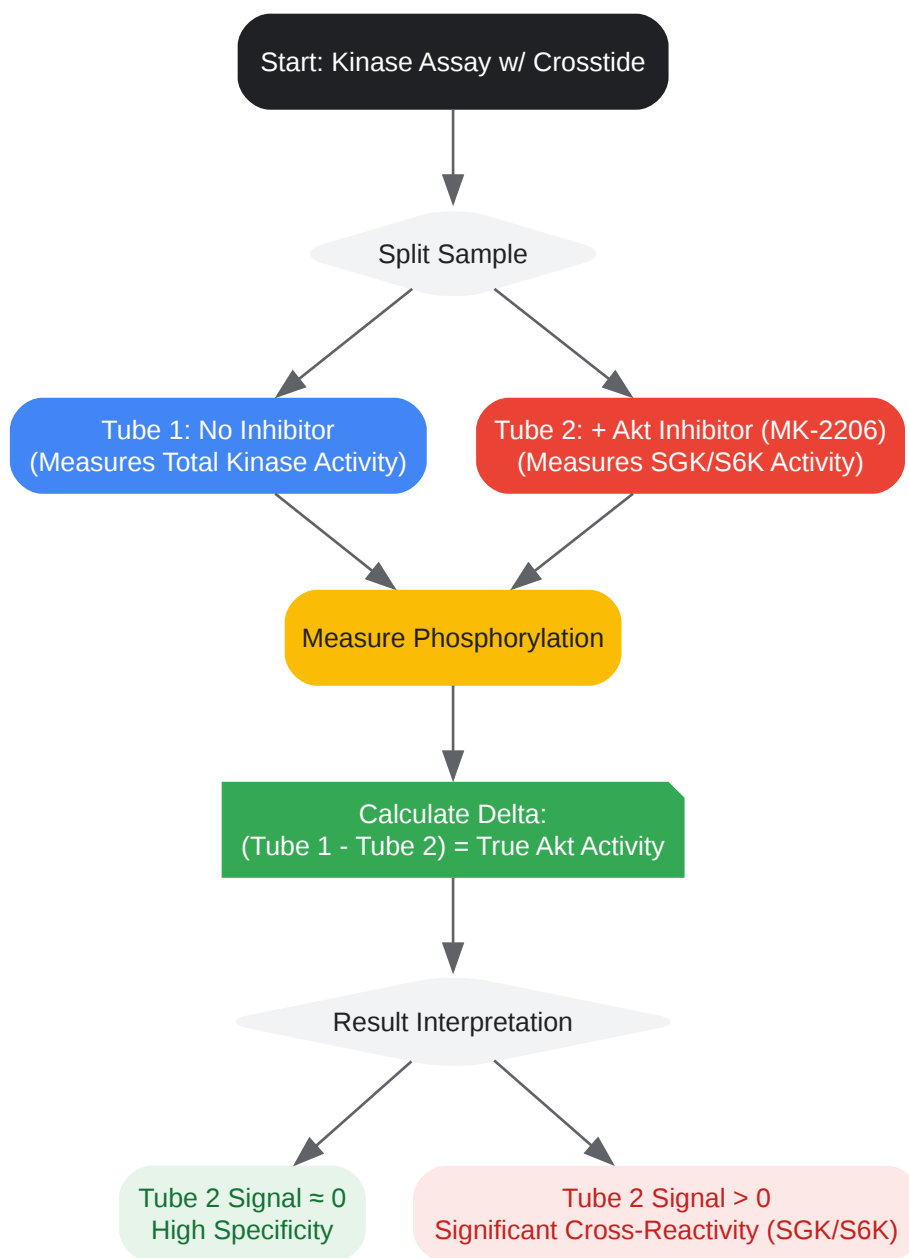 Start: Kinase Assay w/ Crosstide
Split Sample
Tube 1: No Inhibitor
(Measures Total Kinase Activity)
Tube 2: + Akt Inhibitor (MK-2206)
(Measures SGK/S6K Activity)
Measure Phosphorylation
Calculate Delta:
(Tube 1 - Tube 2) = True Akt Activity
Result Interpretation
Tube 2 Signal ≈ 0
High Specificity
Tube 2 Signal > 0
Significant Cross-Reactivity (SGK/S6K)